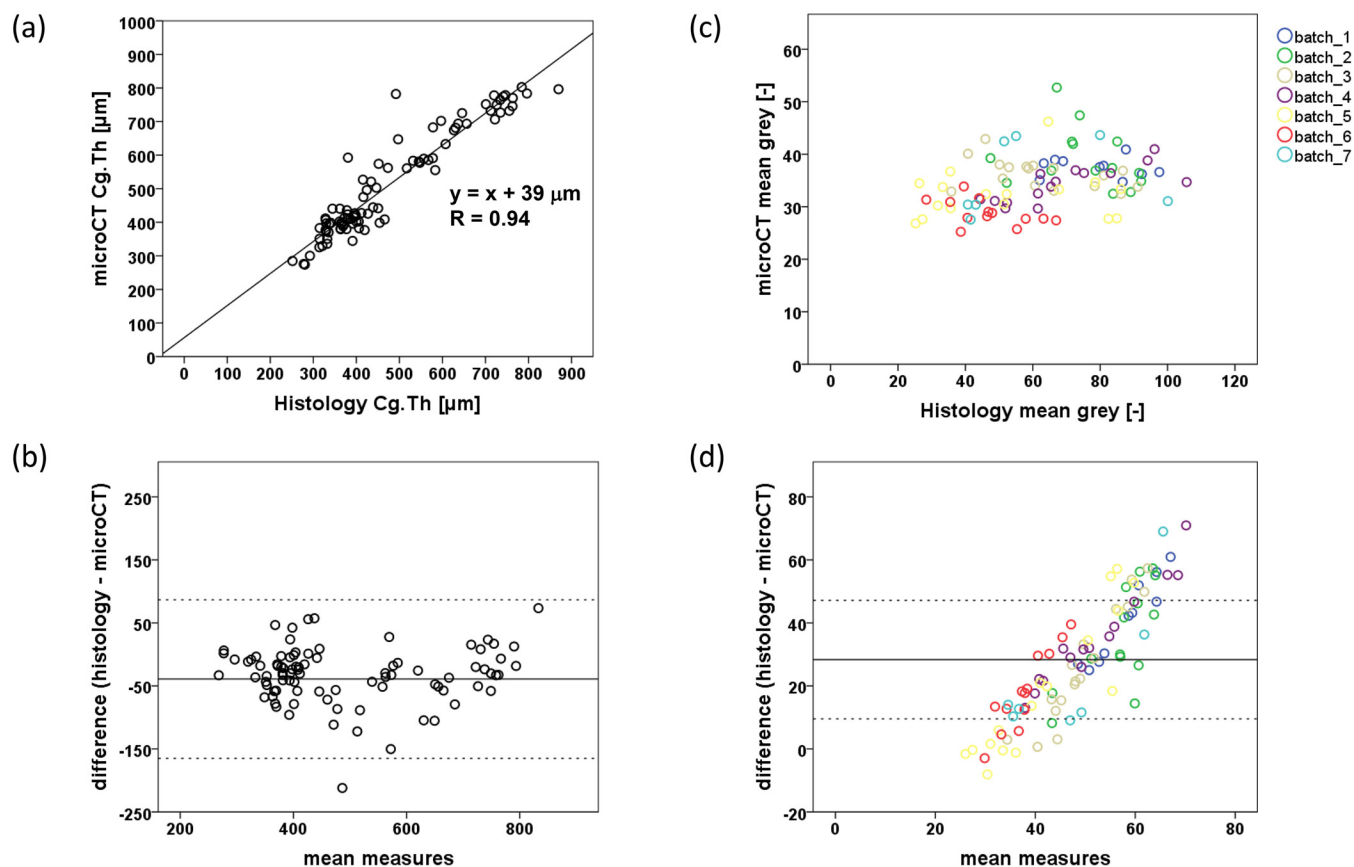 (a)
1000
900
800
700
600
500
400
300
200
100
0
microCT Cg.Th [µm]
y = x + 39 µm
R = 0.94
0 100 200 300 400 500 600 700 800 900
Histology Cg.Th [µm]
(c)
60
50
40
30
20
10
0
microCT mean grey [-]
0 20 40 60 80 100 120
Histology mean grey [-]
batch_1
batch_2
batch_3
batch_4
batch_5
batch_6
batch_7
(b)
250
150
50
-50
-150
-250
difference (histology - microCT)
200 400 600 800
mean measures
(d)
80
60
40
20
0
-20
difference (histology - microCT)
0 20 40 60 80
mean measures